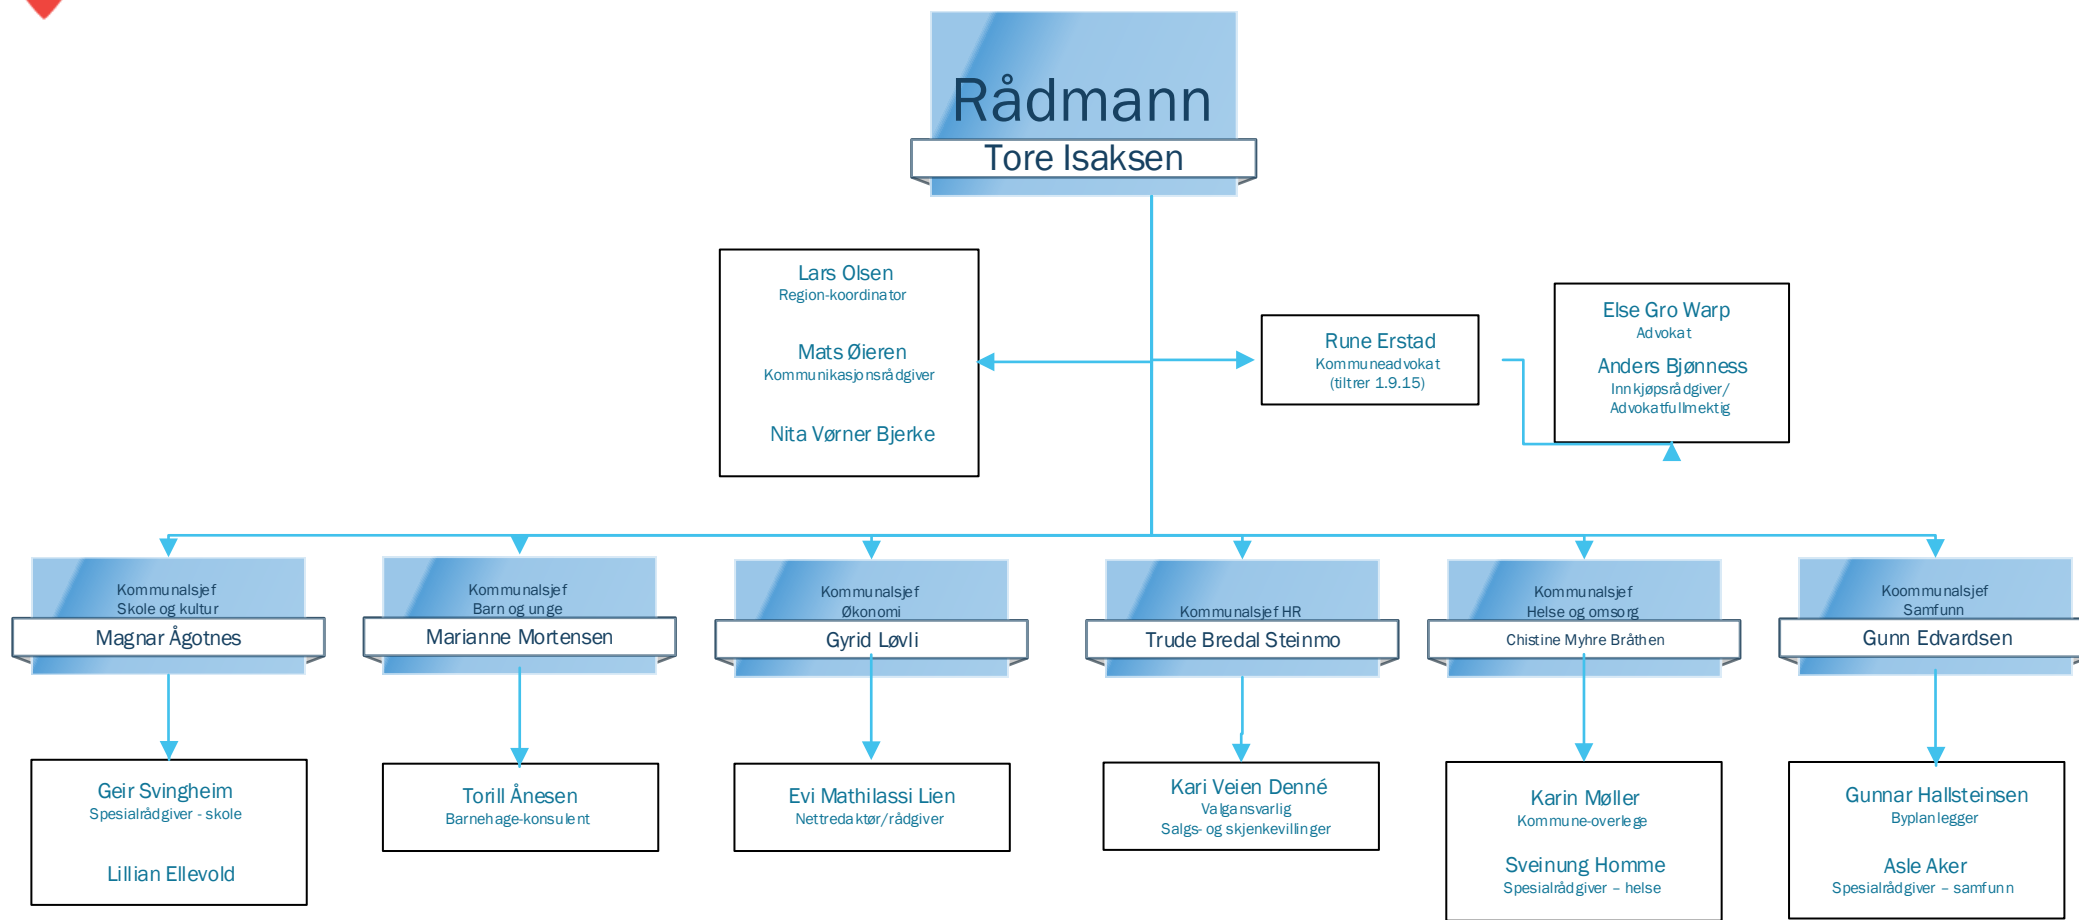 Rådmann
Tore Isaksen
Lars Olsen
Region-koordinator
Mats Øieren
Kommunikasjonsrådgiver
Nita Vørner Bjerke
Rune Erstad
Kommuneadvokat
(tiltrer 1.9.15)
Else Gro Warp
Advokat
Anders Bjønness
Innkjøpsrådgiver/
Advokatfullmektig
Kommunalsjef
Skole og kultur
Magnar Ågotnes
Kommunalsjef
Barn og unge
Marianne Mortensen
Kommunalsjef
Økonomi
Gyrid Løvli
Kommunalsjef HR
Trude Bredal Steinmo
Kommunalsjef
Helse og omsorg
Chistine Myhre Bråthen
Koommunalsjef
Samfunn
Gunn Edvardsen
Geir Svingheim
Spesialrådgiver - skole
Lillian Ellevold
Torill Ånesen
Barnehage-konsulent
Evi Mathilassi Lien
Nettredaktør/rådgiver
Kari Veien Denné
Valgansvarlig
Salgs- og skjenkevillinger
Karin Møller
Kommune-overlege
Sveinung Homme
Spesialrådgiver – helse
Gunnar Hallsteinsen
Byplanlegger
Asle Aker
Spesialrådgiver – samfunn